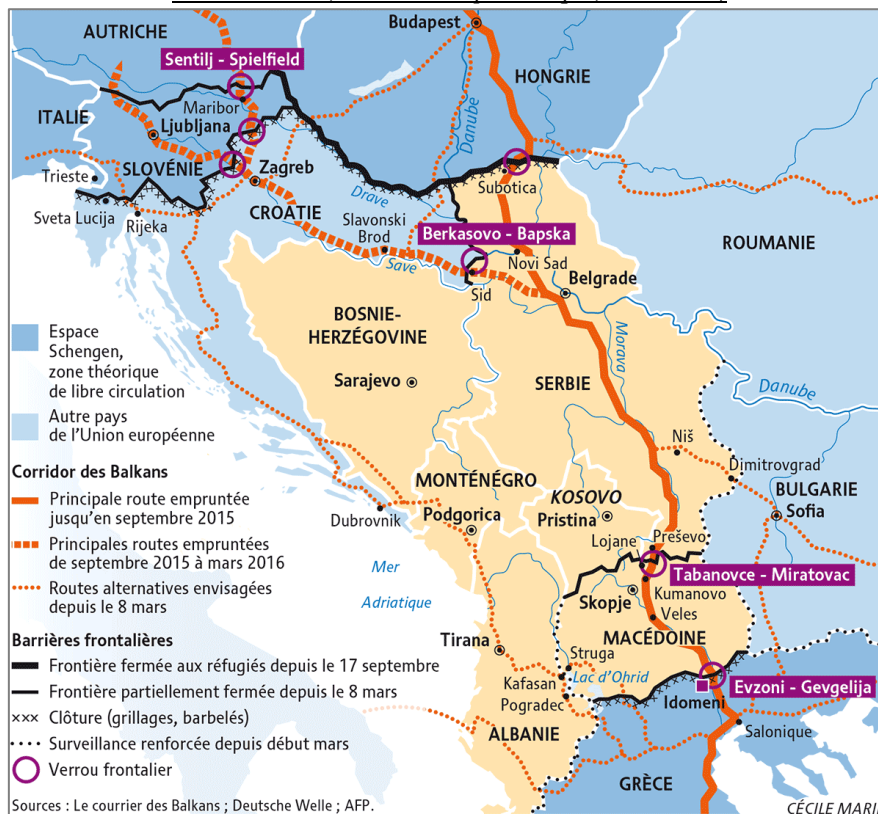 AUTRICHE
Budapest
Sentilj - Spielfield
HONGRIE
Maribor
ITALIE
Ljubljana
Danube
SLOVÉNIE
Zagreb
Trieste
Subotica
Drave
CROATIE
Sveta Lucija
Rijeka
Slavonski
Brod
Berkasovo - Bapska
ROUMANIE
Save
Novi Sad
Belgrade
Sid
BOSNIE-
HERZÉGOVINE
Morava
Espace
Schengen,
zone théorique
de libre circulation
Sarajevo
SERBIE
Danube
Autre pays
de l'Union européenne
Niš
Dimitrovgrad
Corridor des Balkans
MONTÉNÉGRO
KOSOVO
BULGARIE
Principale route empruntée
jusqu'en septembre 2015
Podgorica
Pristina
Sofia
Dubrovnik
Principales routes empruntées
de septembre 2015 à mars 2016
Lojane
Preševo
Mer
Adriatique
Tabanovce - Miratovac
Routes alternatives envisagées
depuis le 8 mars
Skopje
Kumanovo
Veles
Barrières frontalières
Tirana
MACÉDOINE
Frontière fermée aux réfugiés depuis le 17 septembre
Struga
Lac d'Ohrid
Frontière partiellement fermée depuis le 8 mars
Kafasan
Pogradec
Evzoni - Gevgelija
Idomeni
Clôture (grillages, barbelés)
Surveillance renforcée depuis début mars
ALBANIE
Salonique
Verrou frontalier
GRÈCE
Sources : Le courrier des Balkans ; Deutsche Welle ; AFP.